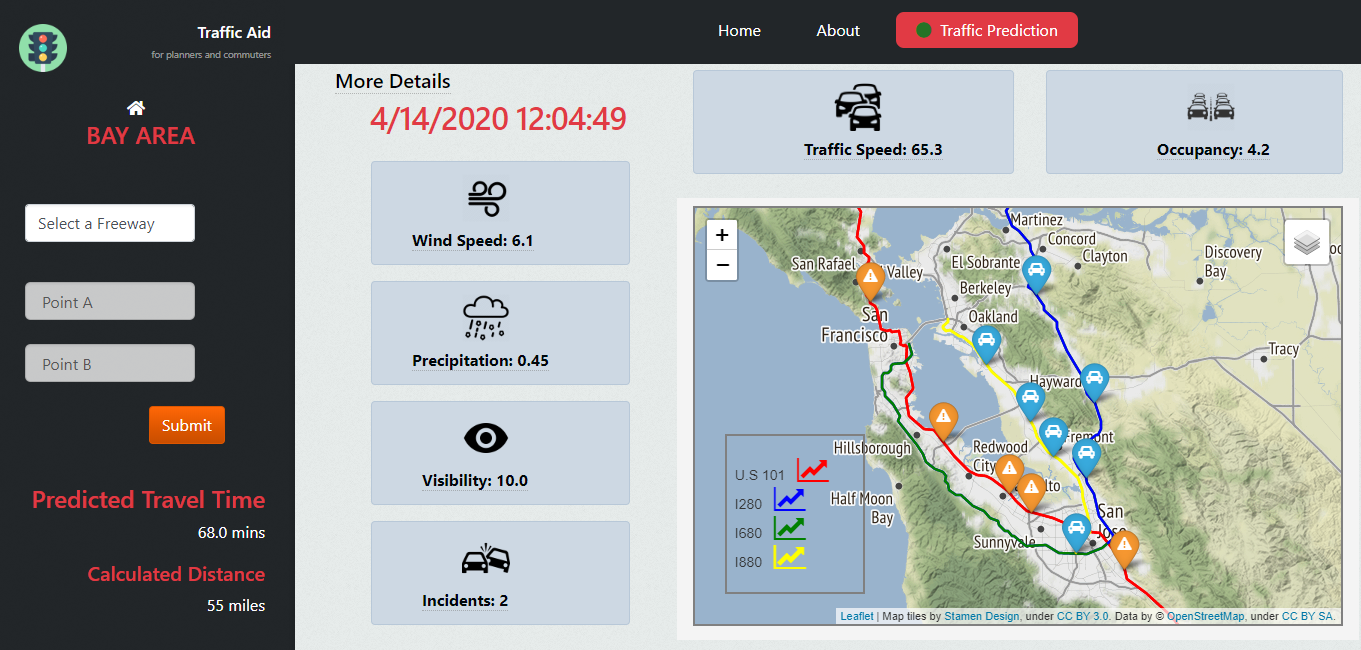 Traffic Aid
for planners and commuters
Home
About
Traffic Prediction
BAY AREA
Select a Freeway
Point A
Point B
Submit
Predicted Travel Time
68.0 mins
Calculated Distance
55 miles
More Details
4/14/2020 12:04:49
Wind Speed: 6.1
Precipitation: 0.45
Visibility: 10.0
Incidents: 2
Traffic Speed: 65.3
Occupancy: 4.2
+
−
Martinez
Concord
Clayton
San Rafael
Valley
El Sobrante
Discovery
Bay
Berkeley
San
Francisco
Oakland
Tracy
Hayward
Hillsborough
Redwood
City
Fremont
Half Moon
Bay
San
Jose
Sunnyvale
U.S 101
I280
I680
I880
Leaflet | Map tiles by Stamen Design, under CC BY 3.0. Data by © OpenStreetMap, under CC BY SA.